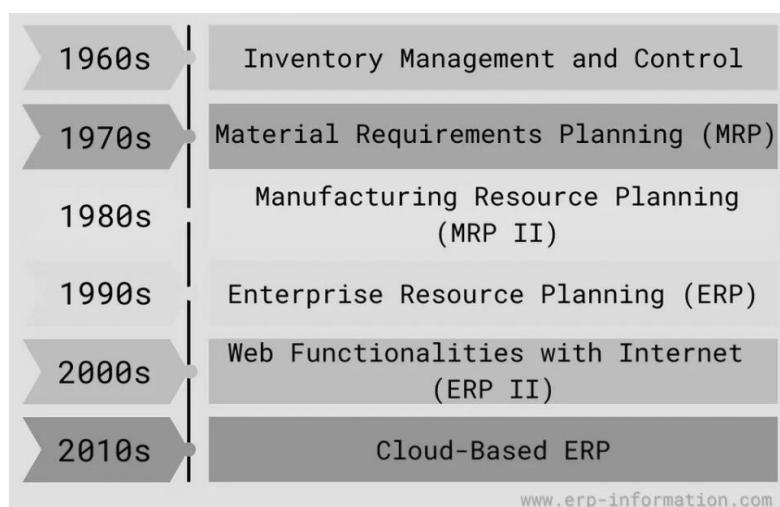 1960s
Inventory Management and Control
1970s
Material Requirements Planning (MRP)
1980s
Manufacturing Resource Planning
(MRP II)
1990s
Enterprise Resource Planning (ERP)
2000s
Web Functionalities with Internet
(ERP II)
2010s
Cloud-Based ERP
www.erp-information.com